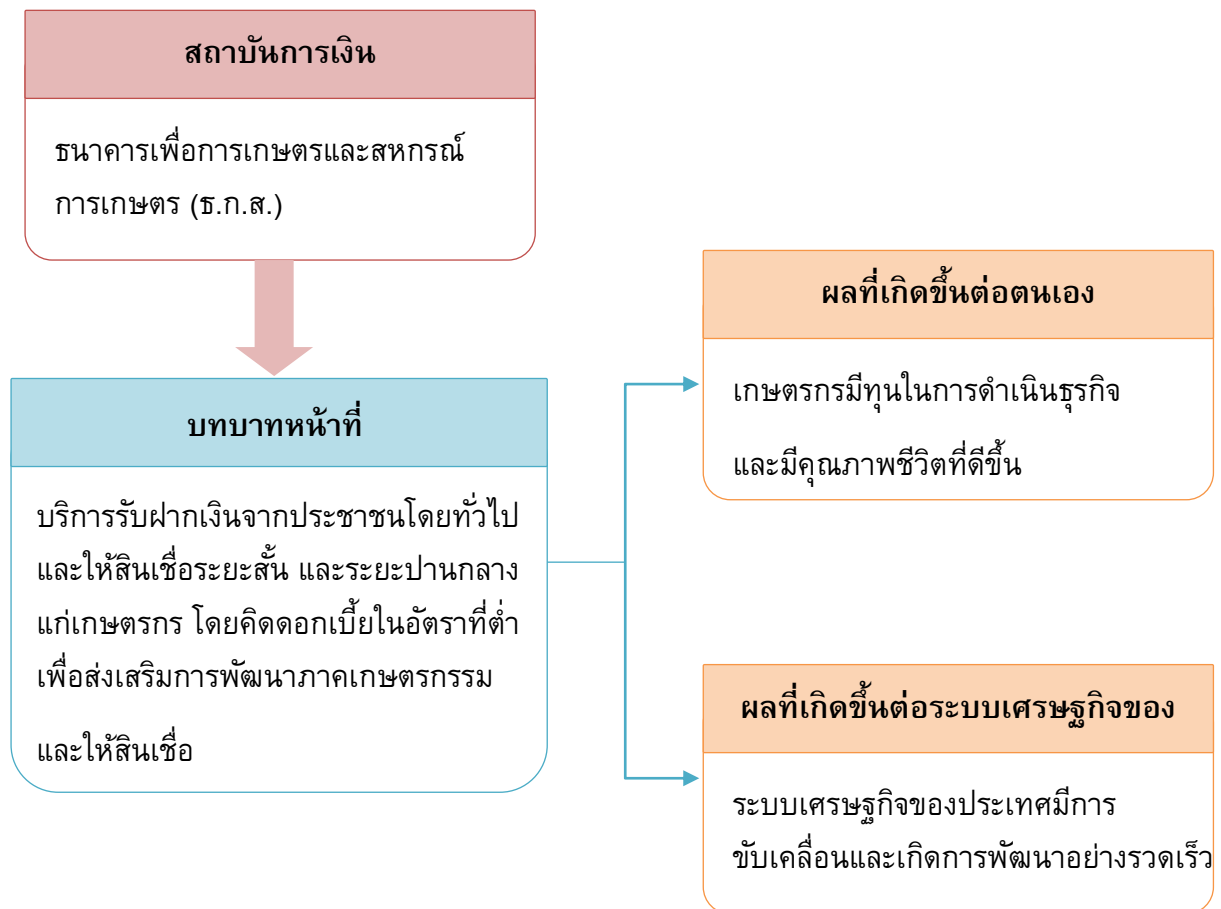 สถาบันการเงิน
ธนาคารเพื่อการเกษตรและสหกรณ์
การเกษตร (ธ.ก.ส.)
บทบาทหน้าที่
บริการรับฝากเงินจากประชาชนโดยทั่วไป
และให้สินเชื่อระยะสั้น และระยะปานกลาง
แก่เกษตรกร โดยคิดดอกเบี้ยในอัตราที่ต่ำ
เพื่อส่งเสริมการพัฒนาภาคเกษตรกรรม
และให้สินเชื่อ
ผลที่เกิดขึ้นต่อตนเอง
เกษตรกรมีทุนในการดำเนินธุรกิจ
และมีคุณภาพชีวิตที่ดีขึ้น
ผลที่เกิดขึ้นต่อระบบเศรษฐกิจของ
ระบบเศรษฐกิจของประเทศมีการ
ขับเคลื่อนและเกิดการพัฒนาอย่างรวดเร็ว